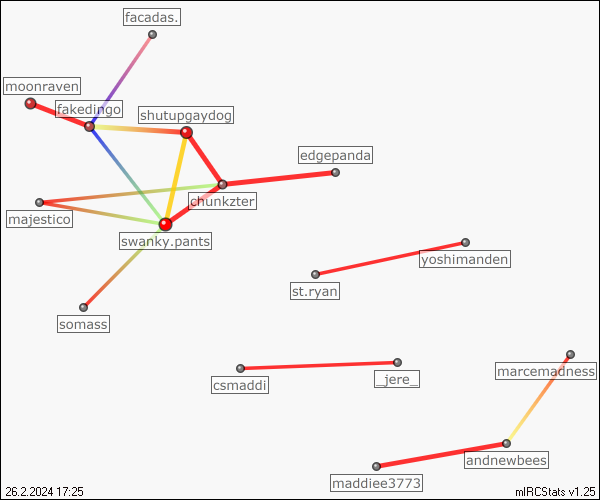 facadas.
moonraven
fakedingo
shutupgaydog
edgepanda
chunkzter
majestico
swanky.pants
yoshimanden
st.ryan
somass
marcemadness
_jere_
csmaddi
andnewbees
maddiee3773
26.2.2024 17:25
mIRCStats v1.25